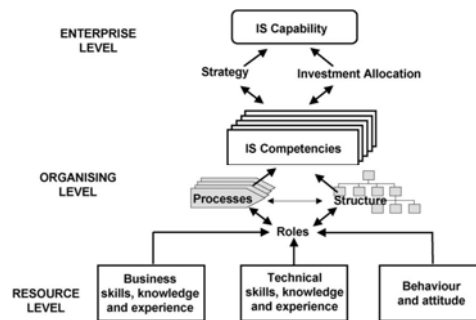 ENTERPRISE
LEVEL
IS Capability
Strategy
Investment Allocation
IS Competencies
ORGANISING
LEVEL
Processes
Structure
Roles
RESOURCE
LEVEL
Business
skills, knowledge
and experience
Technical
skills, knowledge
and experience
Behaviour
and attitude